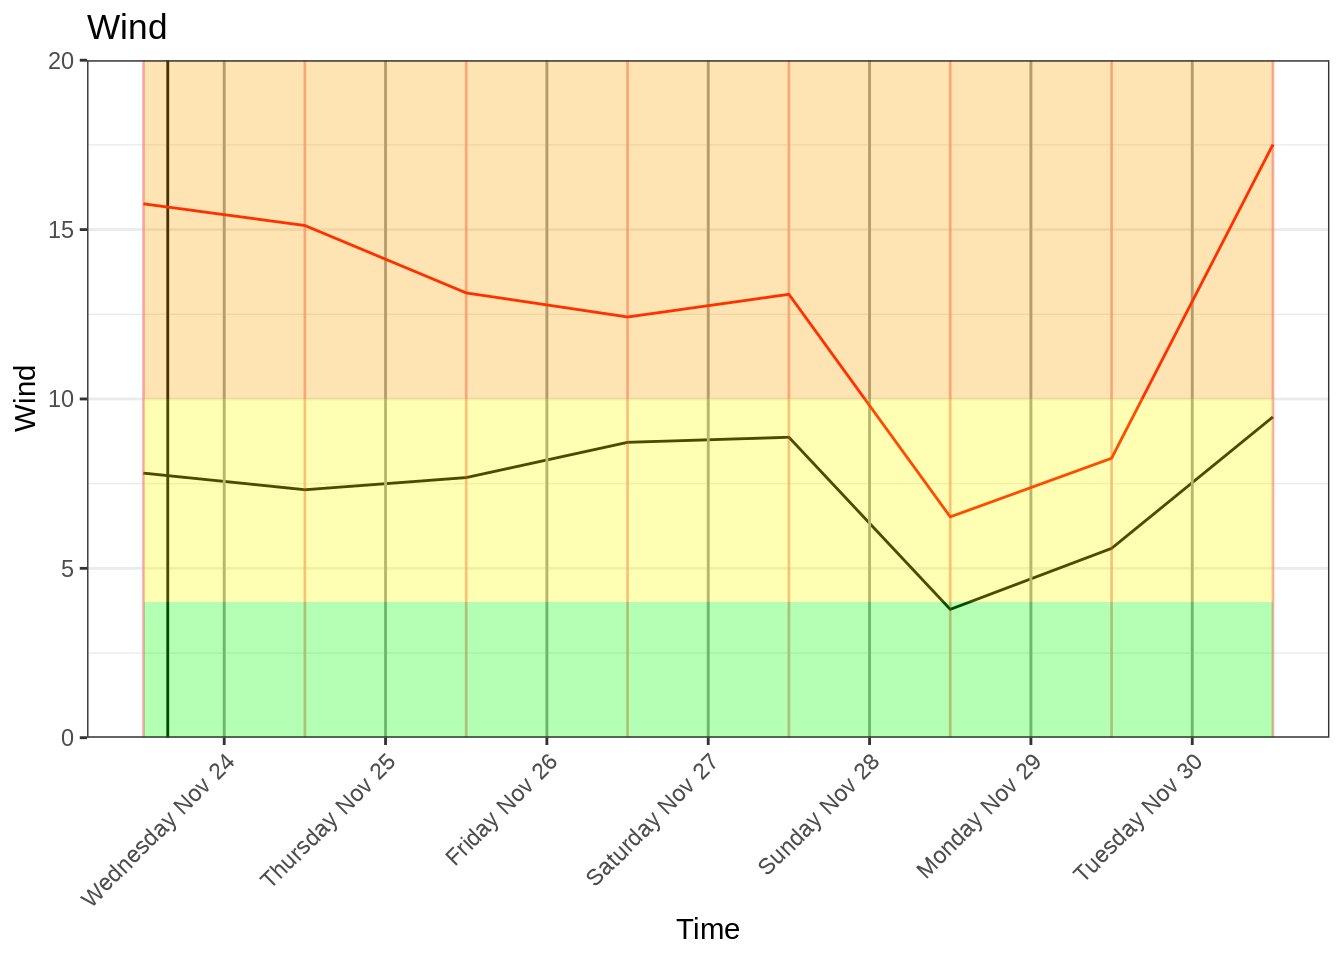 Wind
20
15
10
5
0
Wind
Wednesday Nov 24
Thursday Nov 25
Friday Nov 26
Saturday Nov 27
Sunday Nov 28
Monday Nov 29
Tuesday Nov 30
Time